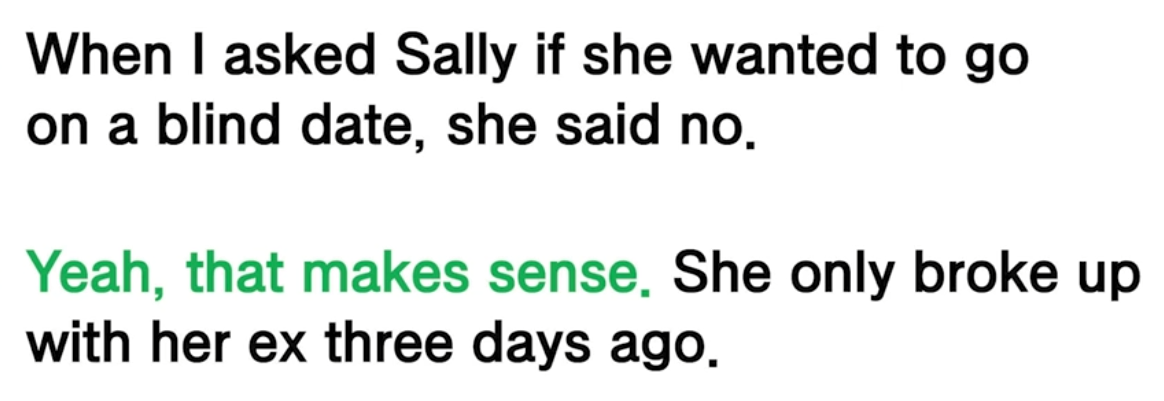 When I asked Sally if she wanted to go
on a blind date, she said no.
Yeah, that makes sense. She only broke up
with her ex three days ago.